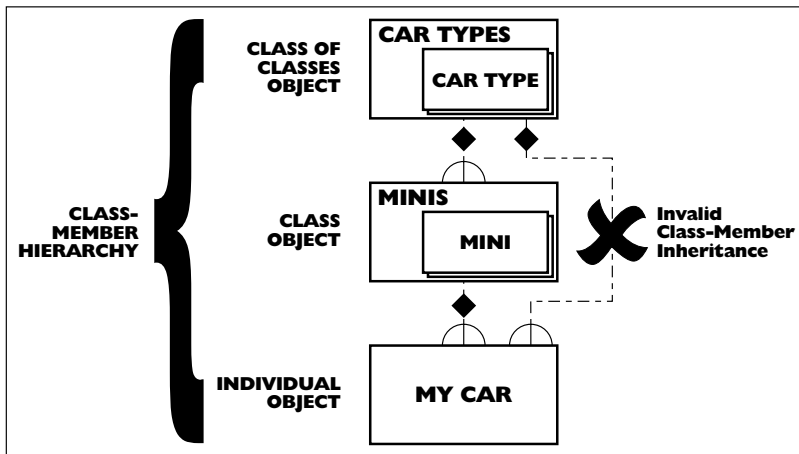 CLASS OF
CLASSES
OBJECT
CAR TYPES
CAR TYPE
CLASS-
MEMBER
HIERARCHY
CLASS
OBJECT
MINIS
MINI
Invalid
Class-Member
Inheritance
INDIVIDUAL
OBJECT
MY CAR